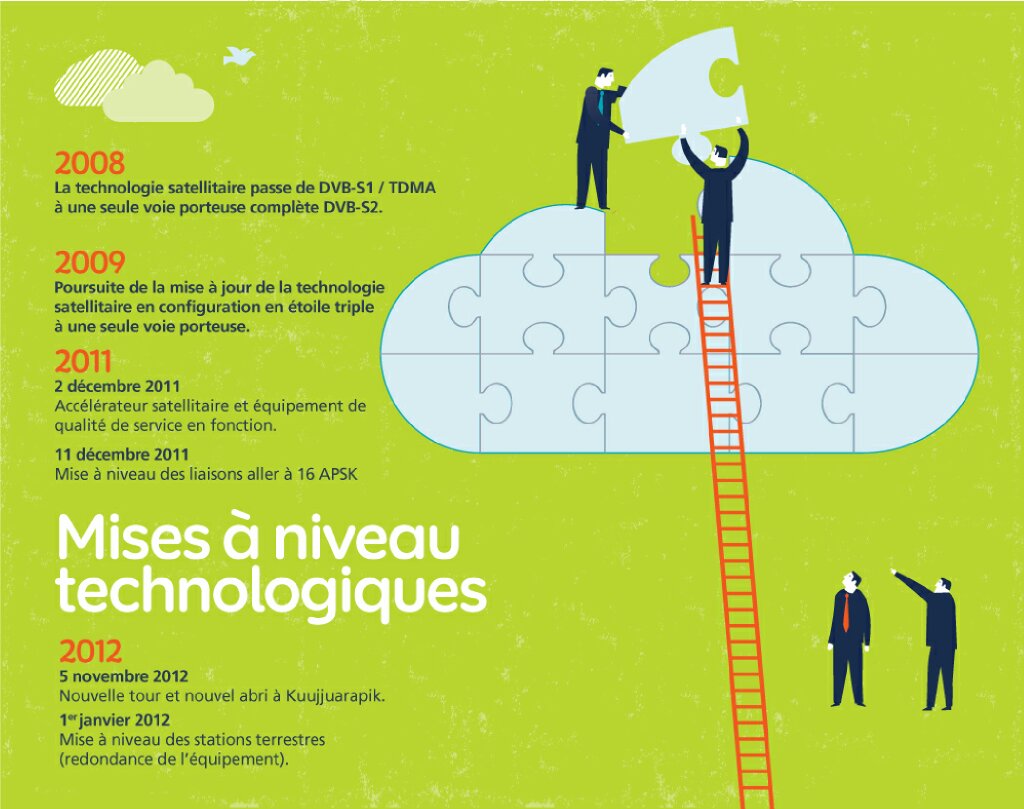 2008
La technologie satellitaire passe de DVB-S1 / TDMA
à une seule voie porteuse complète DVB-S2.
2009
Poursuite de la mise à jour de la technologie
satellitaire en configuration en étoile triple
à une seule voie porteuse.
2011
2 décembre 2011
Accélérateur satellitaire et équipement de
qualité de service en fonction.
11 décembre 2011
Mise à niveau des liaisons aller à 16 APSK
Mises à niveau
technologiques
2012
5 novembre 2012
Nouvelle tour et nouvel abri à Kuujjuarapik.
1er janvier 2012
Mise à niveau des stations terrestres
(redondance de l'équipement).